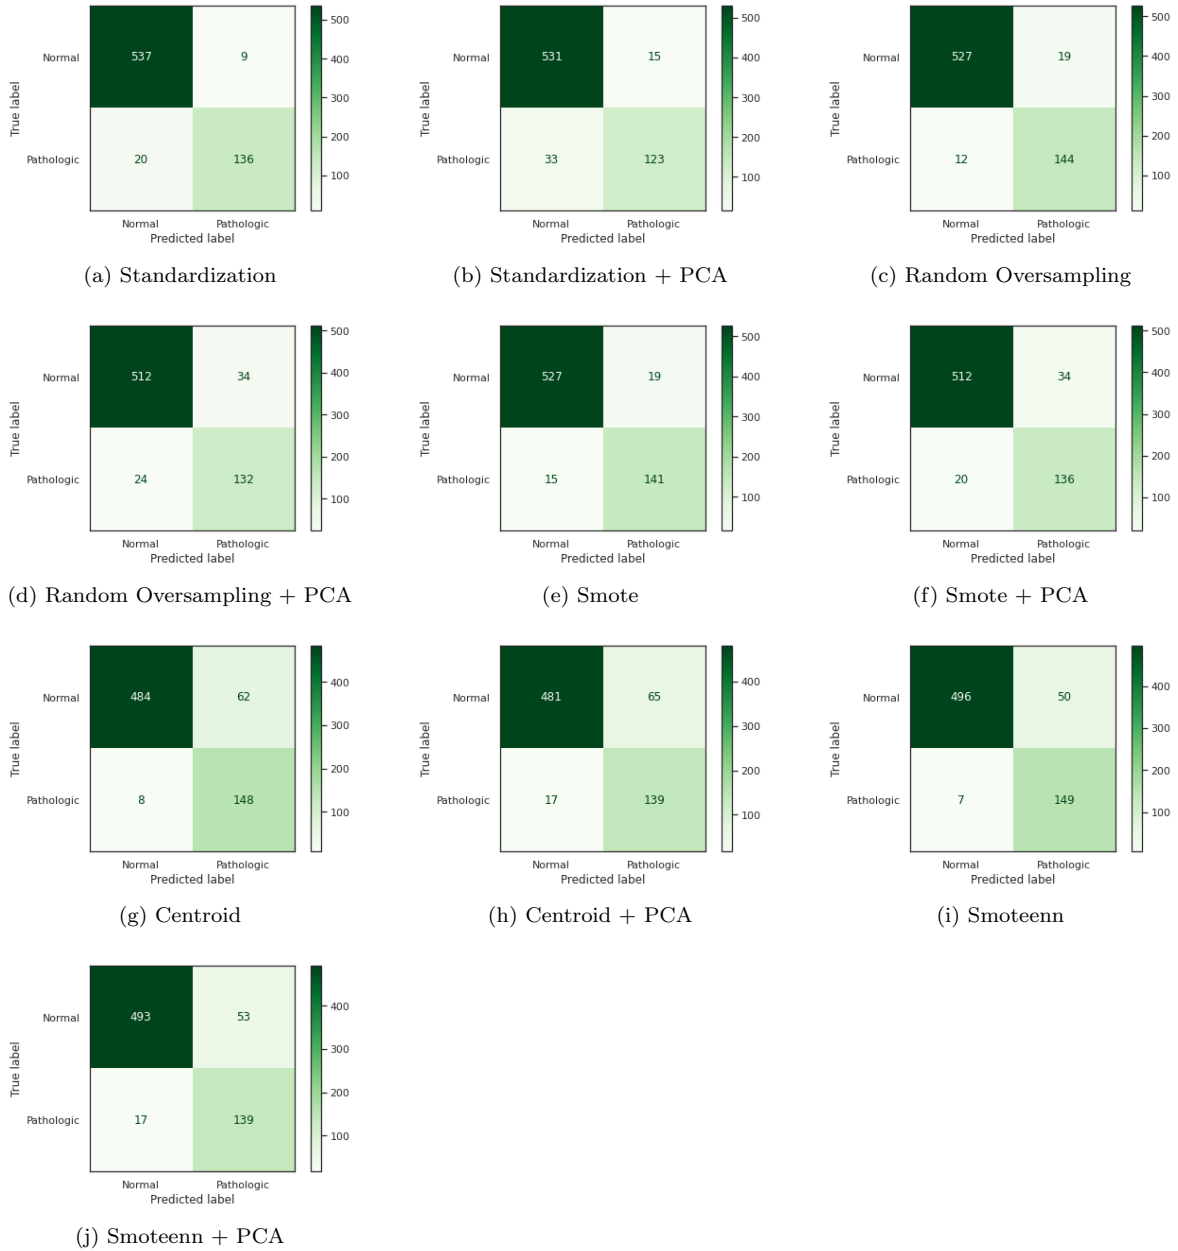 500
Normal
537
9
400
True label
300
200
Pathologic
20
136
100
Normal
Pathologic
Predicted label
(a) Standardization
500
Normal
531
15
400
True label
300
200
Pathologic
33
123
100
Normal
Pathologic
Predicted label
(b) Standardization + PCA
500
Normal
527
19
400
True label
300
200
Pathologic
12
144
100
Normal
Pathologic
Predicted label
(c) Random Oversampling
500
Normal
512
34
400
True label
300
200
Pathologic
24
132
100
Normal
Pathologic
Predicted label
(d) Random Oversampling + PCA
500
Normal
527
19
400
True label
300
200
Pathologic
15
141
100
Normal
Pathologic
Predicted label
(e) Smote
500
Normal
512
34
400
True label
300
200
Pathologic
20
136
100
Normal
Pathologic
Predicted label
(f) Smote + PCA
400
Normal
484
62
True label
300
200
Pathologic
8
148
100
Normal
Pathologic
Predicted label
(g) Centroid
400
Normal
481
65
True label
300
200
Pathologic
17
139
100
Normal
Pathologic
Predicted label
(h) Centroid + PCA
400
Normal
496
50
True label
300
200
Pathologic
7
149
100
Normal
Pathologic
Predicted label
(i) Smoteenn
400
Normal
493
53
True label
300
200
Pathologic
17
139
100
Normal
Pathologic
Predicted label
(j) Smoteenn + PCA